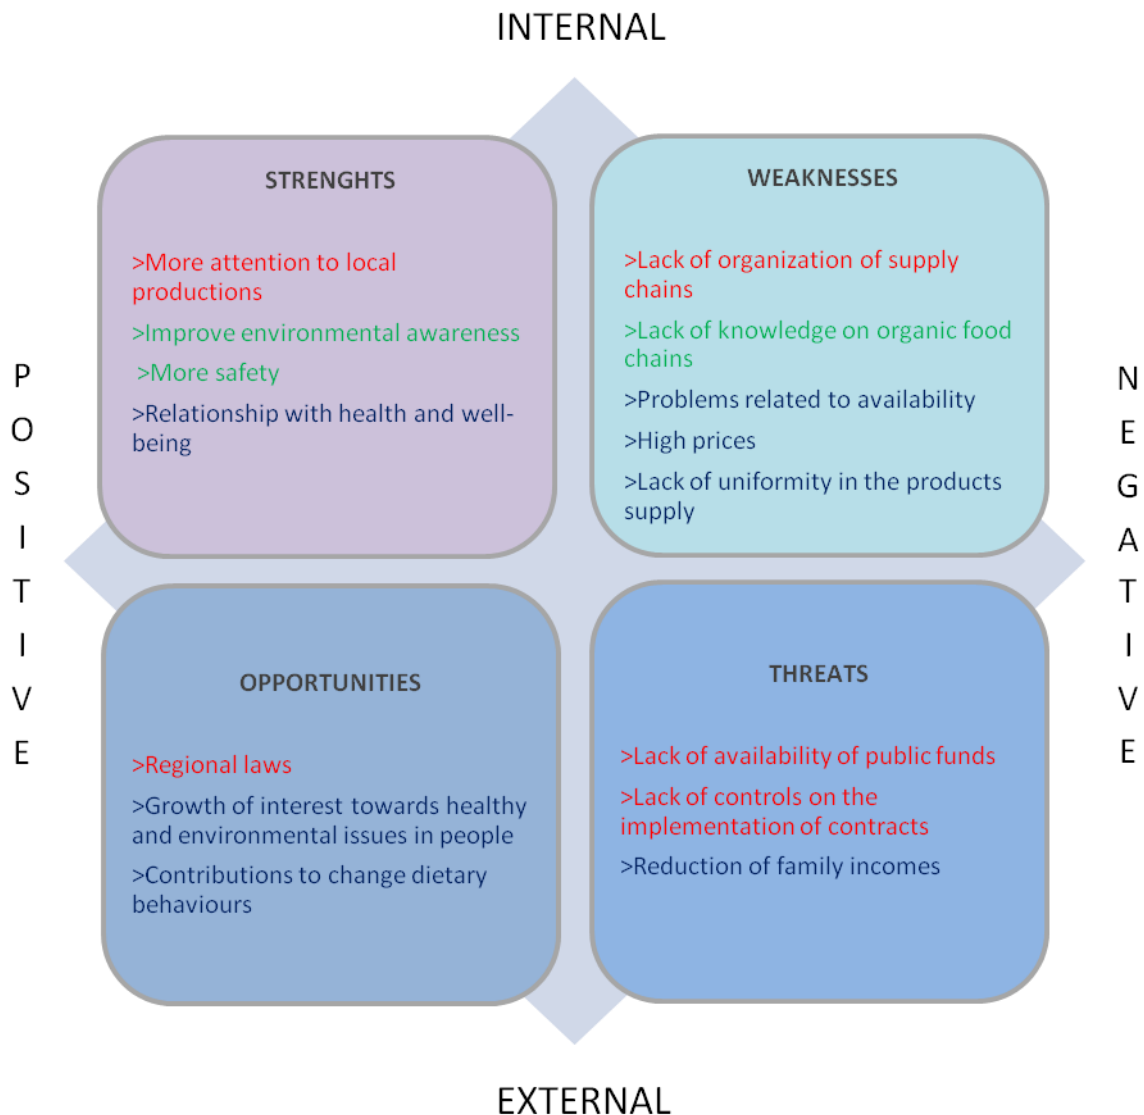 INTERNAL
STRENGHTS
>More attention to local
productions
>Improve environmental awareness
>More safety
>Relationship with health and well-
being
WEAKNESSES
>Lack of organization of supply
chains
>Lack of knowledge on organic food
chains
>Problems related to availability
>High prices
>Lack of uniformity in the products
supply
POSITIVE
NEGATIVE
OPPORTUNITIES
>Regional laws
>Growth of interest towards healthy
and environmental issues in people
>Contributions to change dietary
behaviours
THREATS
>Lack of availability of public funds
>Lack of controls on the
implementation of contracts
>Reduction of family incomes
EXTERNAL